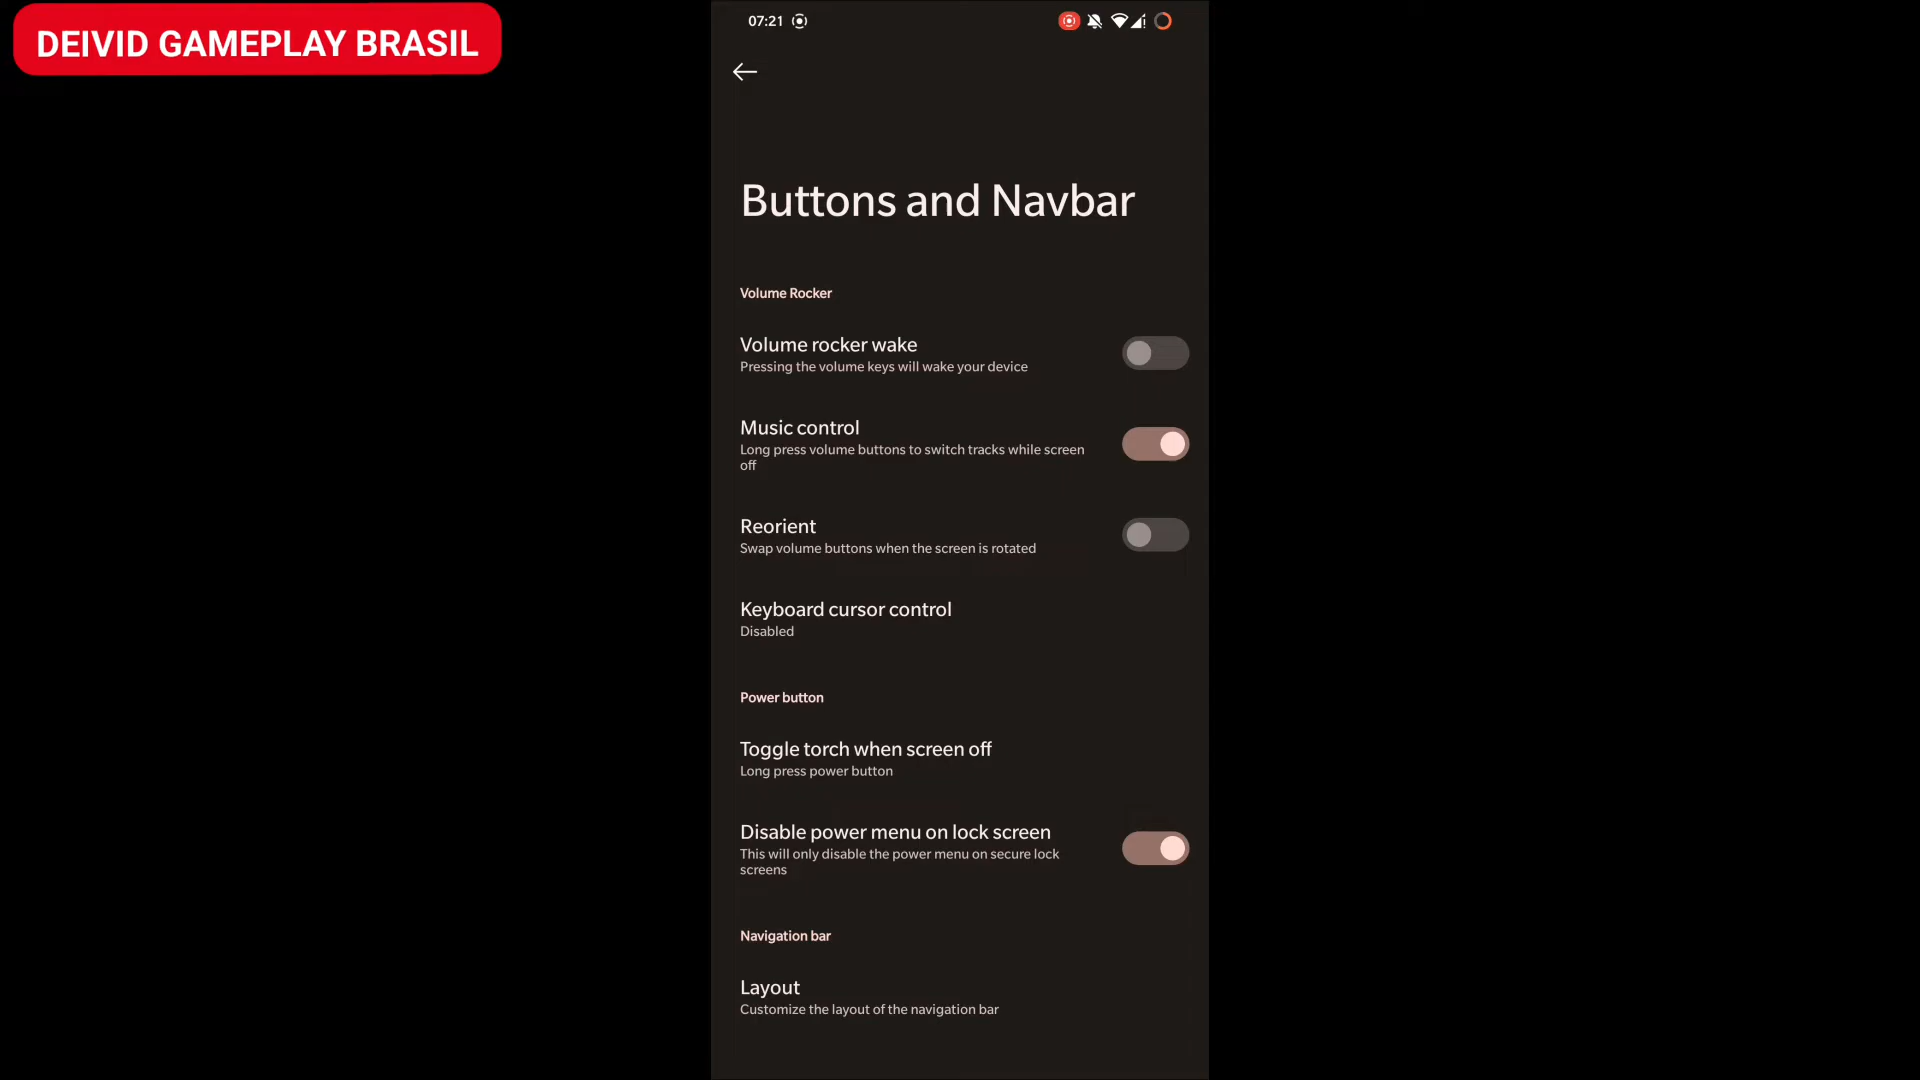 DEIVID GAMEPLAY BRASIL
07:21
Buttons and Navbar
Volume Rocker
Volume rocker wake
Pressing the volume keys will wake your device
Music control
Long press volume buttons to switch tracks while screen
off
Reorient
Swap volume buttons when the screen is rotated
Keyboard cursor control
Disabled
Power button
Toggle torch when screen off
Long press power button
Disable power menu on lock screen
This will only disable the power menu on secure lock
screens
Navigation bar
Layout
Customize the layout of the navigation bar